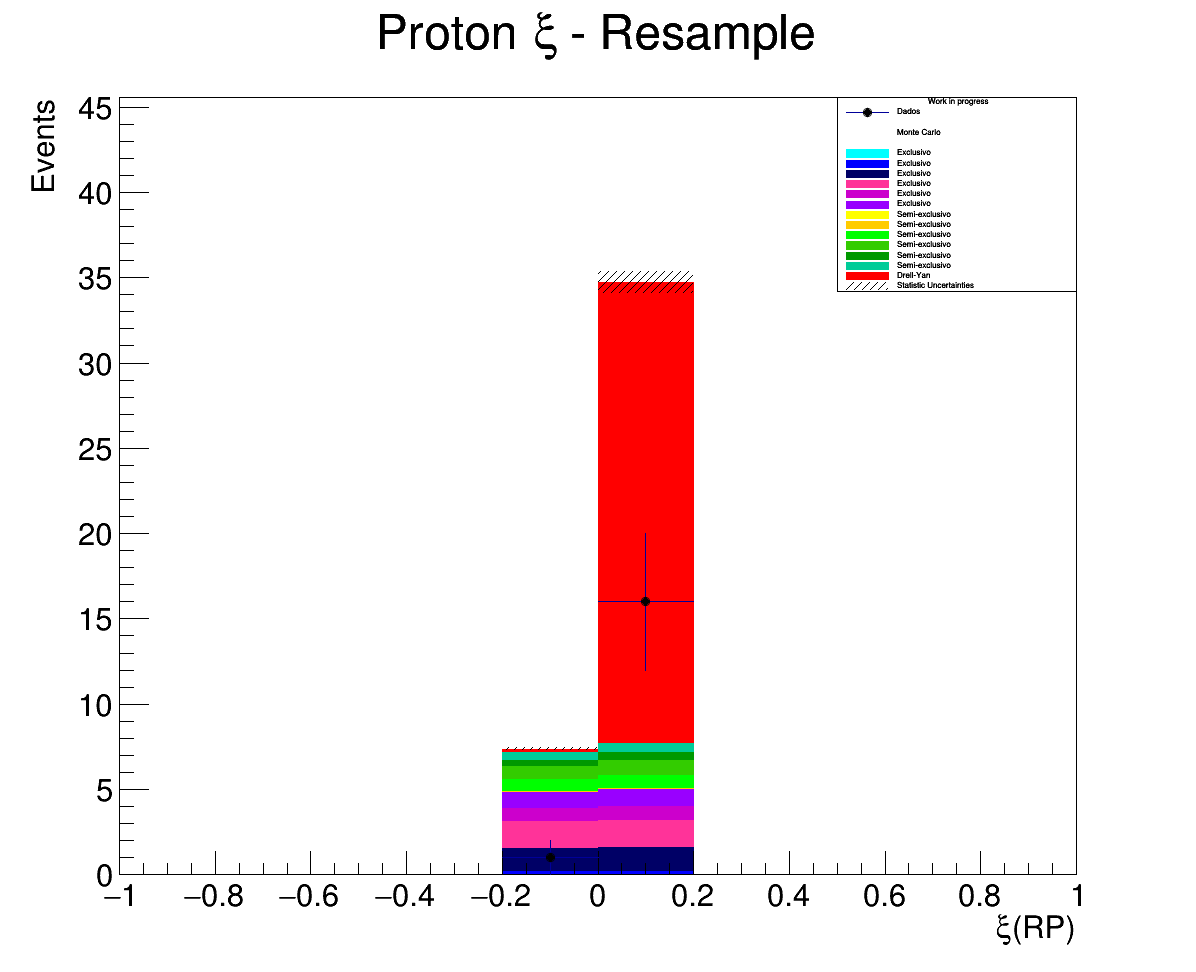 Proton ξ - Resample
Events
45
40
35
30
25
20
15
10
5
0
Work in progress
Dados
Monte Carlo
Exclusivo
Exclusivo
Exclusivo
Exclusivo
Exclusivo
Exclusivo
Semi-exclusivo
Semi-exclusivo
Semi-exclusivo
Semi-exclusivo
Semi-exclusivo
Semi-exclusivo
Drell-Yan
Statistic Uncertainties
−1 −0.8 −0.6 −0.4 −0.2 0 0.2 0.4 0.6 0.8 1
ξ(RP)